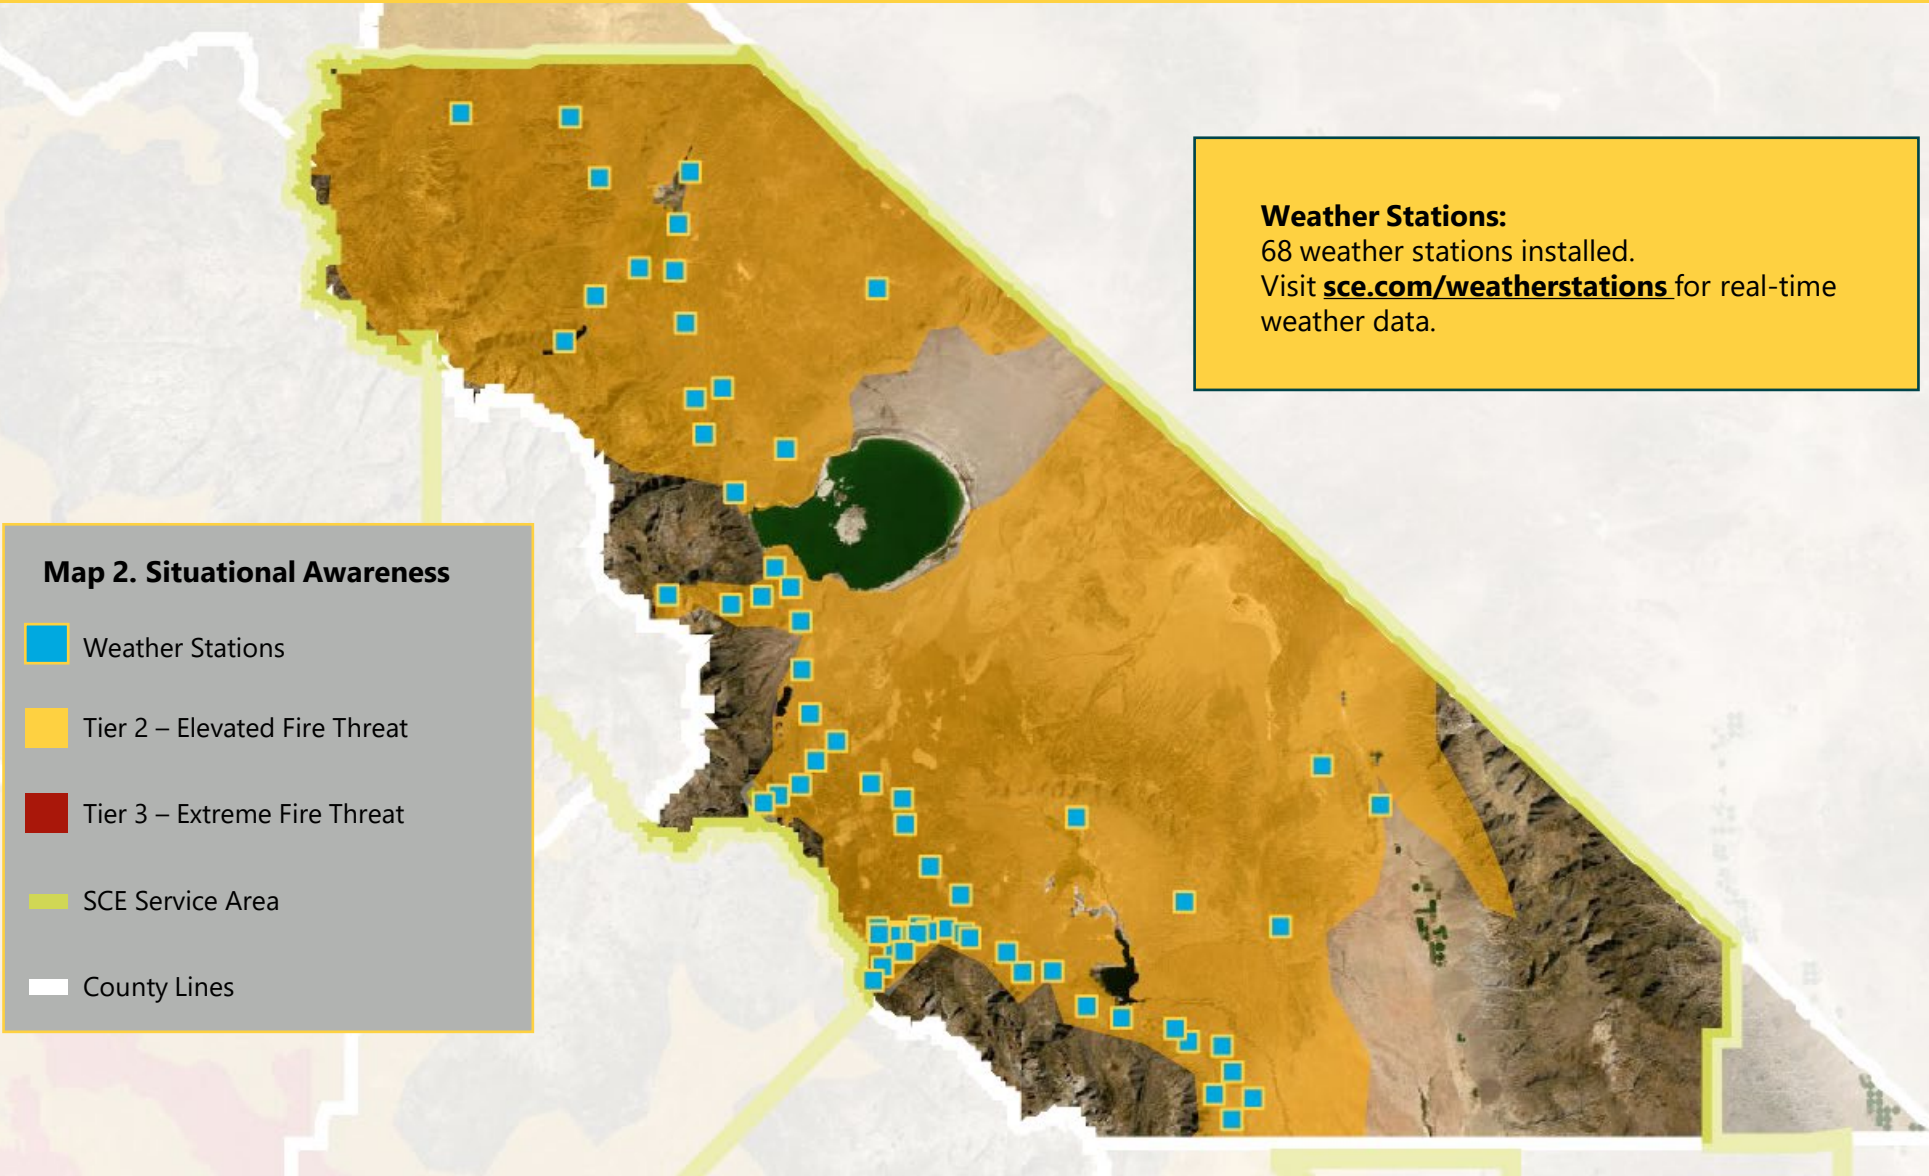 Weather Stations:
68 weather stations installed.
Visit sce.com/weatherstations for real-time
weather data.
Map 2. Situational Awareness
Weather Stations
Tier 2 – Elevated Fire Threat
Tier 3 – Extreme Fire Threat
SCE Service Area
County Lines